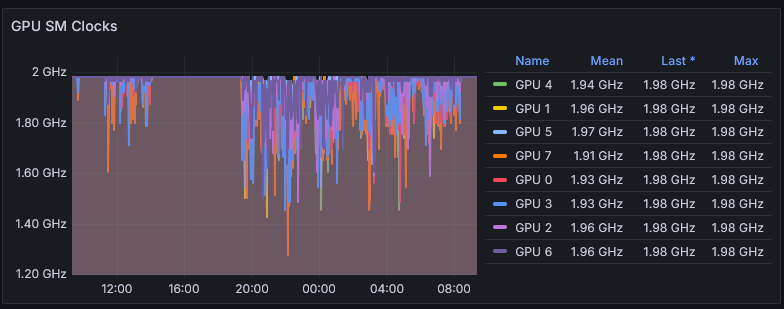 GPU SM Clocks
2 GHz
1.80 GHz
1.60 GHz
1.40 GHz
1.20 GHz
12:00 16:00 20:00 00:00 04:00 08:00
Name Mean Last * Max
GPU 4 1.94 GHz 1.98 GHz 1.98 GHz
GPU 1 1.96 GHz 1.98 GHz 1.98 GHz
GPU 5 1.97 GHz 1.98 GHz 1.98 GHz
GPU 7 1.91 GHz 1.98 GHz 1.98 GHz
GPU 0 1.93 GHz 1.98 GHz 1.98 GHz
GPU 3 1.93 GHz 1.98 GHz 1.98 GHz
GPU 2 1.96 GHz 1.98 GHz 1.98 GHz
GPU 6 1.96 GHz 1.98 GHz 1.98 GHz